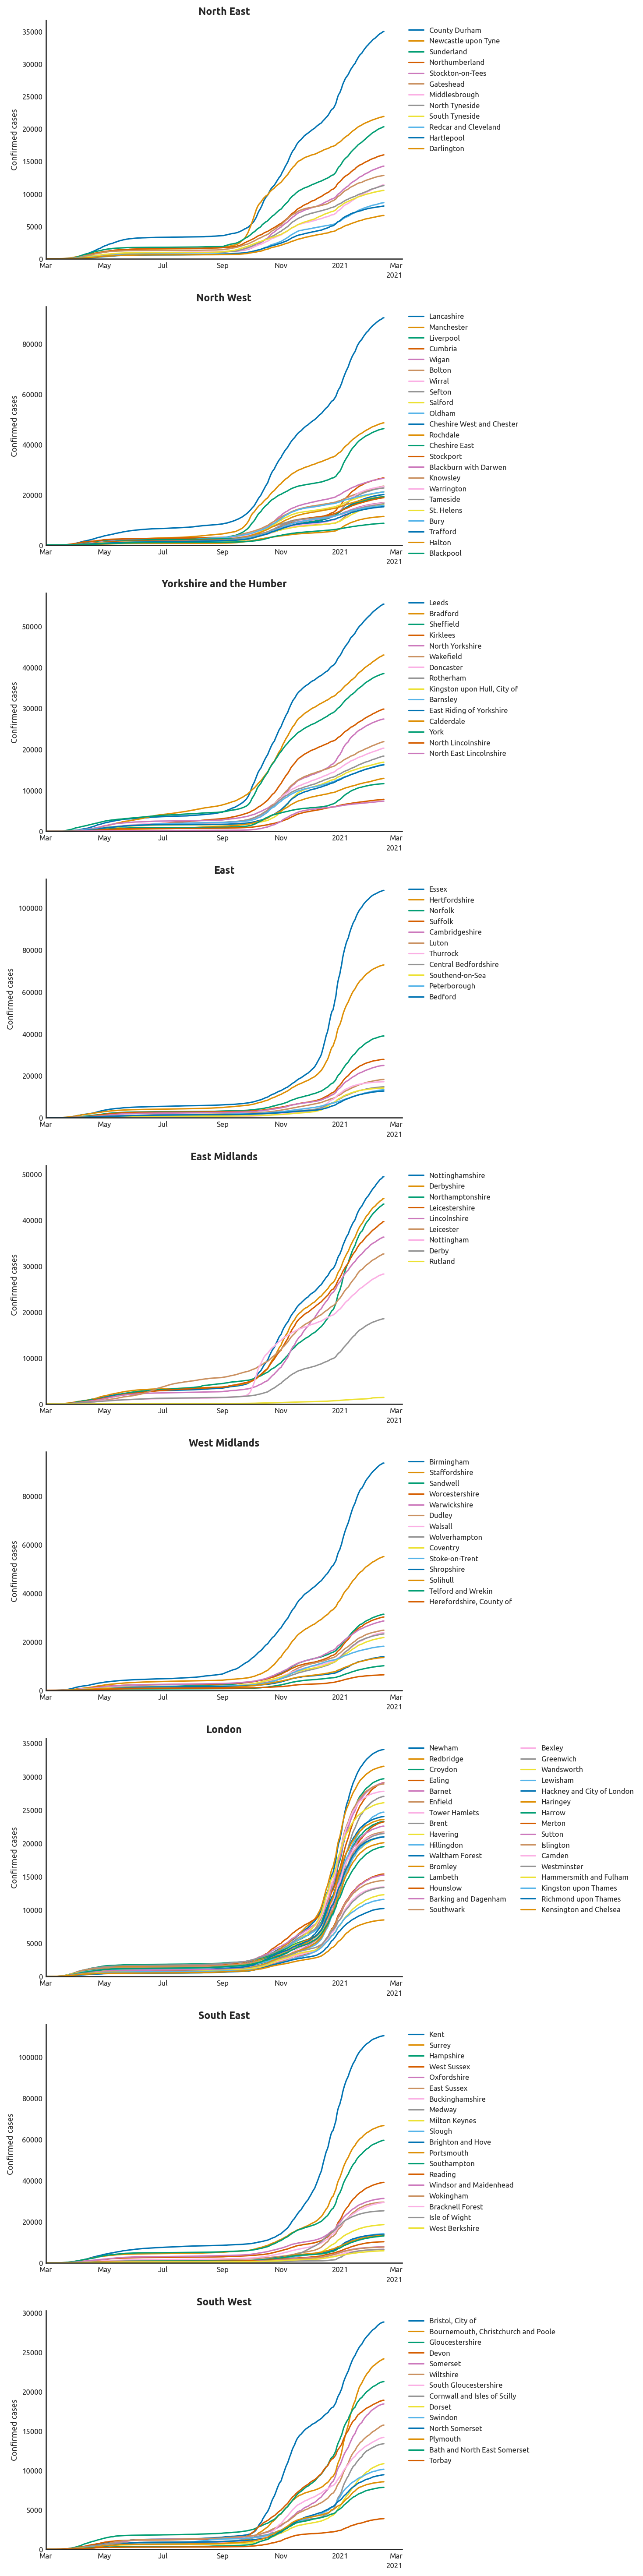 North East
35000
30000
25000
20000
15000
10000
5000
0
Confirmed cases
Mar
May
Jul
Sep
Nov
2021
Mar
2021
County Durham
Newcastle upon Tyne
Sunderland
Northumberland
Stockton-on-Tees
Gateshead
Middlesbrough
North Tyneside
South Tyneside
Redcar and Cleveland
Hartlepool
Darlington
North West
80000
60000
40000
20000
0
Confirmed cases
Mar
May
Jul
Sep
Nov
2021
Mar
2021
Lancashire
Manchester
Liverpool
Cumbria
Wigan
Bolton
Wirral
Sefton
Salford
Oldham
Cheshire West and Chester
Rochdale
Cheshire East
Stockport
Blackburn with Darwen
Knowsley
Warrington
Tameside
St. Helens
Bury
Trafford
Halton
Blackpool
Yorkshire and the Humber
50000
40000
30000
20000
10000
0
Confirmed cases
Mar
May
Jul
Sep
Nov
2021
Mar
2021
Leeds
Bradford
Sheffield
Kirklees
North Yorkshire
Wakefield
Doncaster
Rotherham
Kingston upon Hull, City of
Barnsley
East Riding of Yorkshire
Calderdale
York
North Lincolnshire
North East Lincolnshire
East
100000
80000
60000
40000
20000
0
Confirmed cases
Mar
May
Jul
Sep
Nov
2021
Mar
2021
Essex
Hertfordshire
Norfolk
Suffolk
Cambridgeshire
Luton
Thurrock
Central Bedfordshire
Southend-on-Sea
Peterborough
Bedford
East Midlands
50000
40000
30000
20000
10000
0
Confirmed cases
Mar
May
Jul
Sep
Nov
2021
Mar
2021
Nottinghamshire
Derbyshire
Northamptonshire
Leicestershire
Lincolnshire
Leicester
Nottingham
Derby
Rutland
West Midlands
80000
60000
40000
20000
0
Confirmed cases
Mar
May
Jul
Sep
Nov
2021
Mar
2021
Birmingham
Staffordshire
Sandwell
Worcestershire
Warwickshire
Dudley
Walsall
Wolverhampton
Coventry
Stoke-on-Trent
Shropshire
Solihull
Telford and Wrekin
Herefordshire, County of
London
35000
30000
25000
20000
15000
10000
5000
0
Confirmed cases
Mar
May
Jul
Sep
Nov
2021
Mar
2021
Newham
Redbridge
Croydon
Ealing
Barnet
Enfield
Tower Hamlets
Brent
Havering
Hillingdon
Waltham Forest
Bromley
Lambeth
Hounslow
Barking and Dagenham
Southwark
Bexley
Greenwich
Wandsworth
Lewisham
Hackney and City of London
Haringey
Harrow
Merton
Sutton
Islington
Camden
Westminster
Hammersmith and Fulham
Kingston upon Thames
Richmond upon Thames
Kensington and Chelsea
South East
100000
80000
60000
40000
20000
0
Confirmed cases
Mar
May
Jul
Sep
Nov
2021
Mar
2021
Kent
Surrey
Hampshire
West Sussex
Oxfordshire
East Sussex
Buckinghamshire
Medway
Milton Keynes
Slough
Brighton and Hove
Portsmouth
Southampton
Reading
Windsor and Maidenhead
Wokingham
Bracknell Forest
Isle of Wight
West Berkshire
South West
30000
25000
20000
15000
10000
5000
0
Confirmed cases
Mar
May
Jul
Sep
Nov
2021
Mar
2021
Bristol, City of
Bournemouth, Christchurch and Poole
Gloucestershire
Devon
Somerset
Wiltshire
South Gloucestershire
Cornwall and Isles of Scilly
Dorset
Swindon
North Somerset
Plymouth
Bath and North East Somerset
Torbay